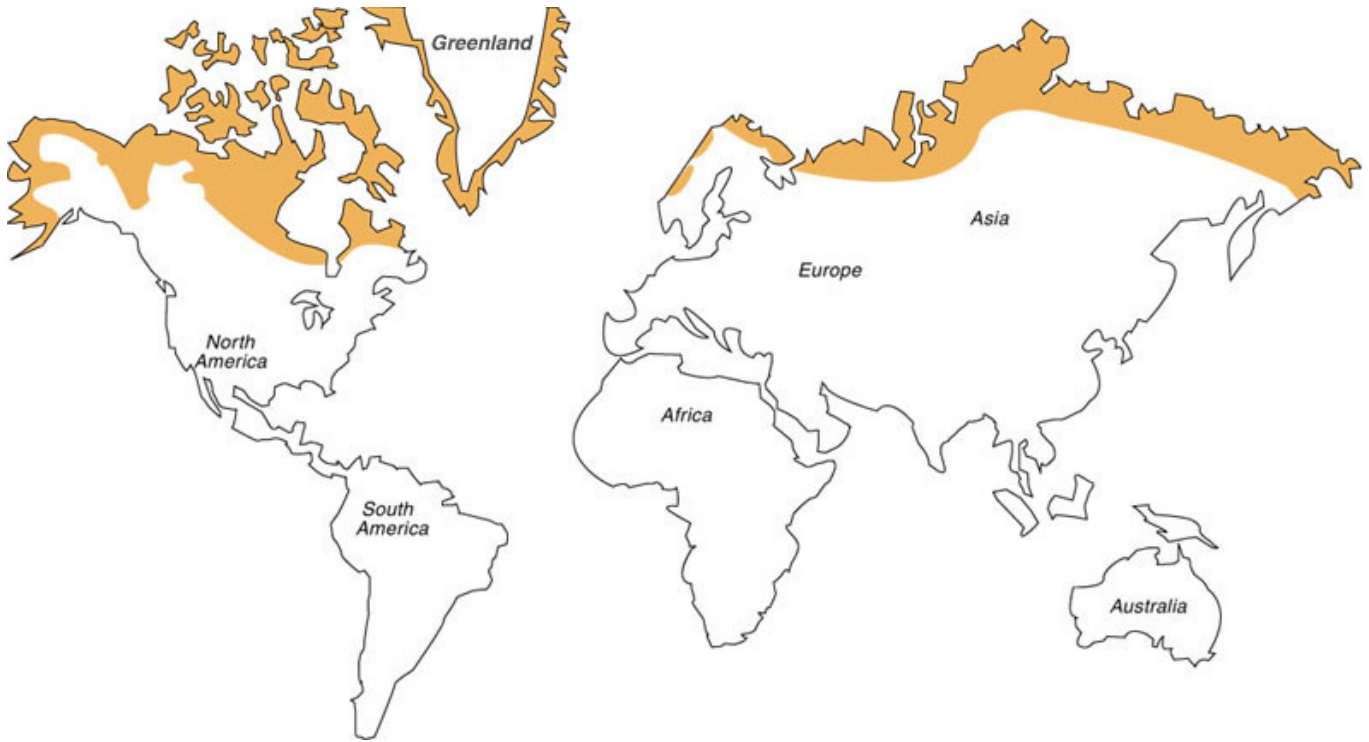 Greenland
Asia
Europe
North
America
Africa
South
America
Australia